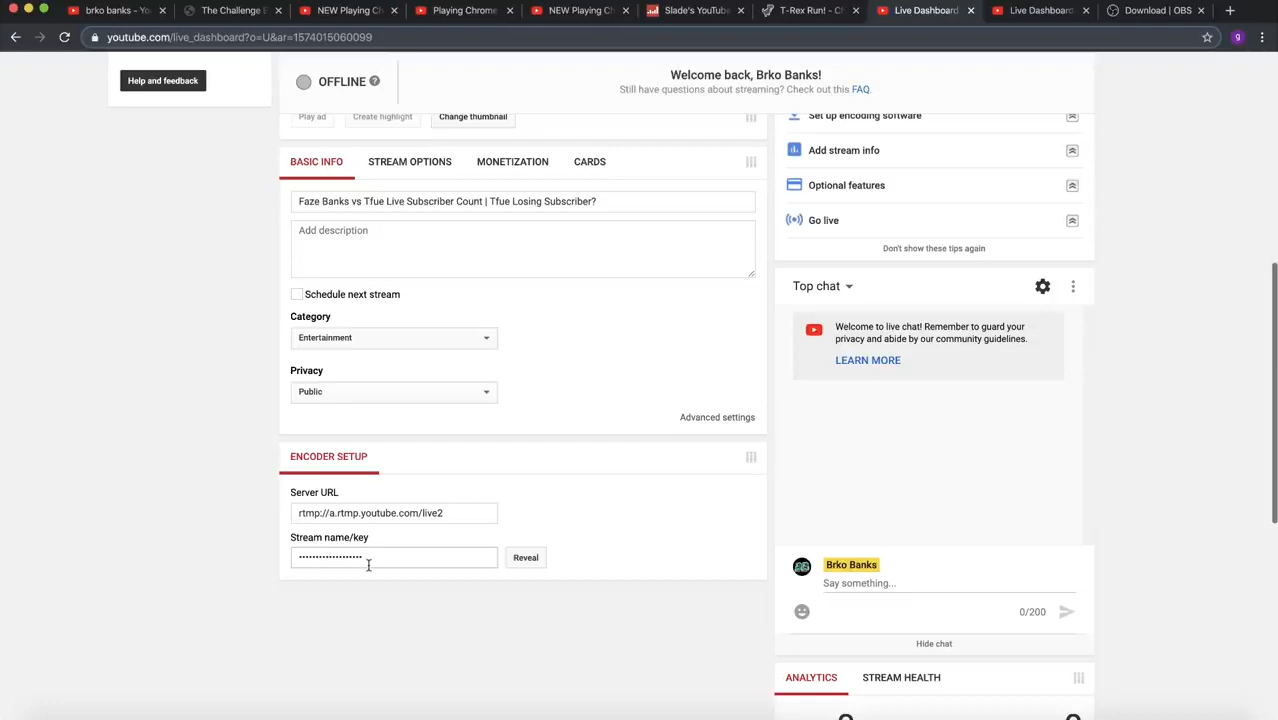 brko banks - You
The Challenge E
NEW Playing Ch
Playing Chrome
NEW Playing Ch
Slade's YouTube
T-Rex Run! - Ch
Live Dashboard
Live Dashboard
Download | OBS
youtube.com/live_dashboard?o=U&ar=1574015060099
g
Help and feedback
OFFLINE
Welcome back, Brko Banks!
Still have questions about streaming? Check out this FAQ.
Play ad
Create highlight
Change thumbnail
BASIC INFO
STREAM OPTIONS
MONETIZATION
CARDS
Faze Banks vs Tfue Live Subscriber Count | Tfue Losing Subscriber?
Add description
Schedule next stream
Category
Entertainment
Privacy
Public
Advanced settings
ENCODER SETUP
Server URL
rtmp://a.rtmp.youtube.com/live2
Stream name/key
Reveal
Set up encoding software
Add stream info
Optional features
Go live
Don't show these tips again
Top chat
Welcome to live chat! Remember to guard your
privacy and abide by our community guidelines.
LEARN MORE
Brko Banks
Say something...
0/200
Hide chat
ANALYTICS
STREAM HEALTH